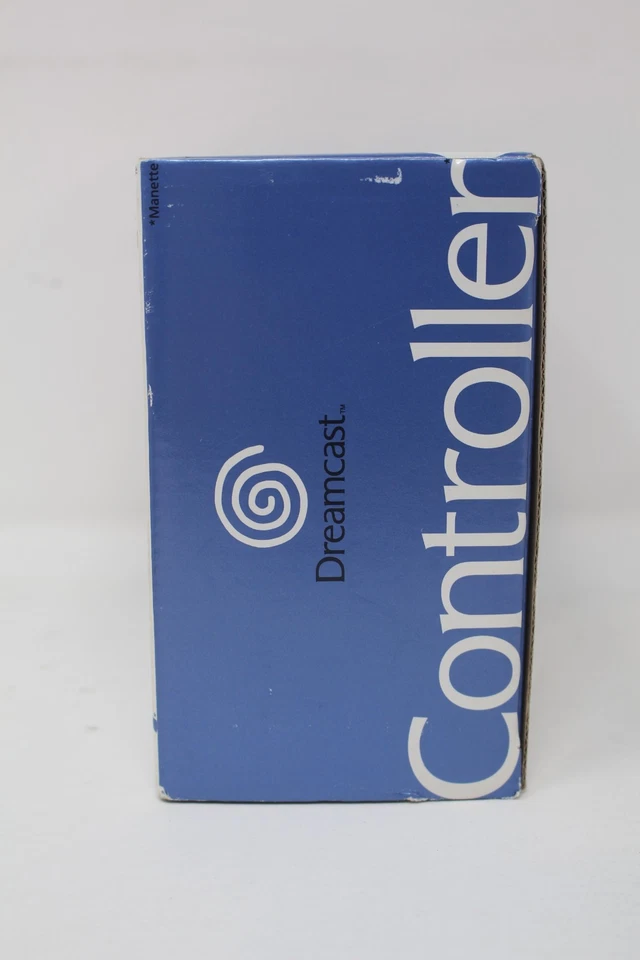 *Manette
Dreamcast™
Controller